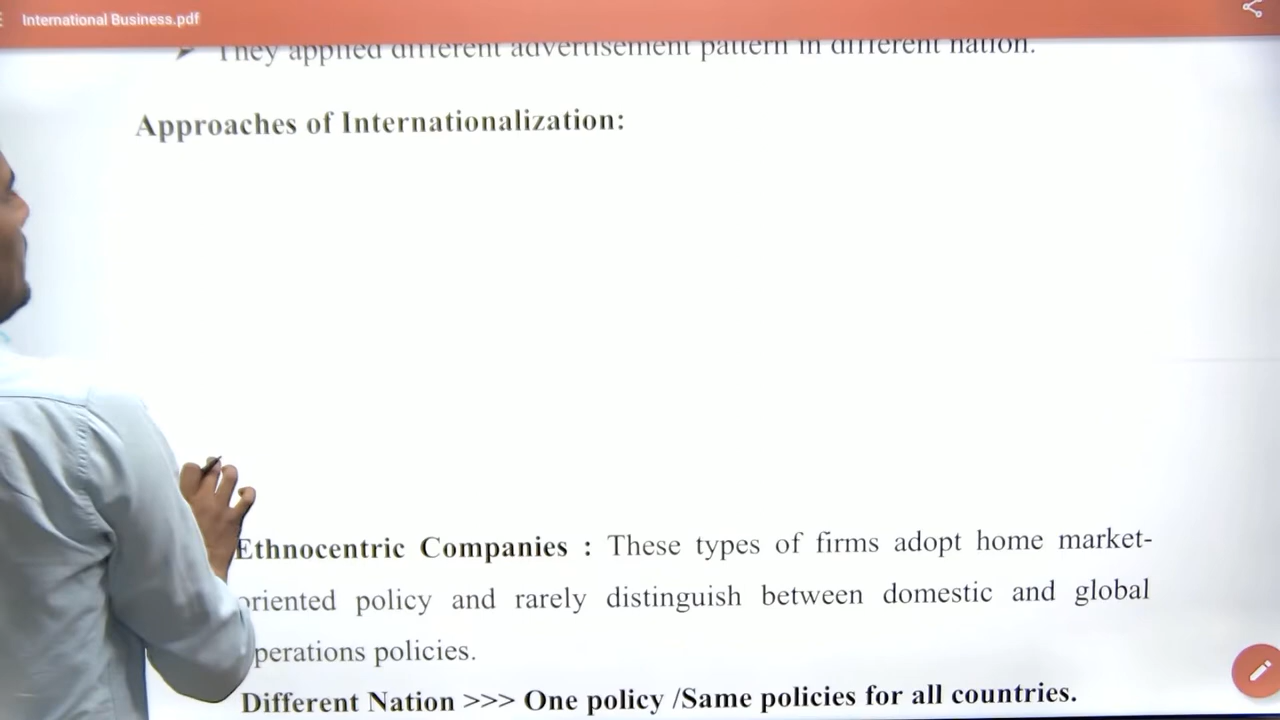 International Business.pdf
They applied different advertisement pattern in different nation.
Approaches of Internationalization:
Ethnocentric Companies : These types of firms adopt home market-
oriented policy and rarely distinguish between domestic and global
operations policies.
Different Nation >>> One policy /Same policies for all countries.